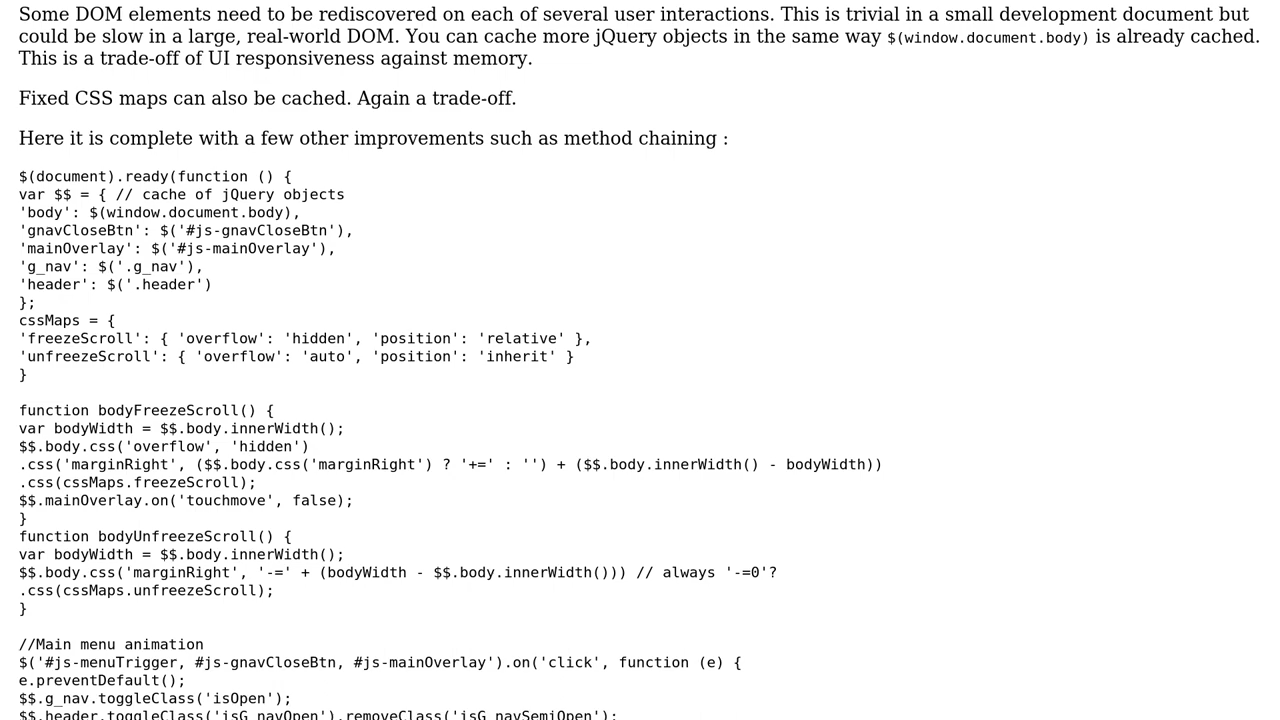 Some DOM elements need to be rediscovered on each of several user interactions. This is trivial in a small development document but
could be slow in a large, real-world DOM. You can cache more jQuery objects in the same way $(window.document.body) is already cached.
This is a trade-off of UI responsiveness against memory.
Fixed CSS maps can also be cached. Again a trade-off.
Here it is complete with a few other improvements such as method chaining :
$(document).ready(function () {
var $$ = { // cache of jQuery objects
'body': $(window.document.body),
'gnavCloseBtn': $('#js-gnavCloseBtn'),
'mainOverlay': $('#js-mainOverlay'),
'g_nav': $('.g_nav'),
'header': $('.header')
};
cssMaps = {
'freezeScroll': { 'overflow': 'hidden', 'position': 'relative' },
'unfreezeScroll': { 'overflow': 'auto', 'position': 'inherit' }
}
function bodyFreezeScroll() {
var bodyWidth = $$.body.innerWidth();
$$.body.css('overflow', 'hidden')
.css('marginRight', ($$.body.css('marginRight') ? '+=' : '') + ($$.body.innerWidth() - bodyWidth))
.css(cssMaps.freezeScroll);
$$.mainOverlay.on('touchmove', false);
}
function bodyUnfreezeScroll() {
var bodyWidth = $$.body.innerWidth();
$$.body.css('marginRight', '-=' + (bodyWidth - $$.body.innerWidth())) // always '-=0'?
.css(cssMaps.unfreezeScroll);
}
//Main menu animation
$('#js-menuTrigger, #js-gnavCloseBtn, #js-mainOverlay').on('click', function (e) {
e.preventDefault();
$$.g_nav.toggleClass('isOpen');
$$.header.toggleClass('isG_navOpen').removeClass('isG_navSemiOpen');